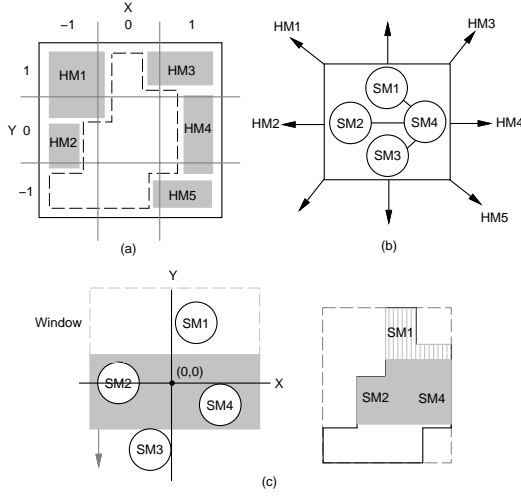 X
−1 0 1
1
Y 0
−1
HM1
HM3
HM2
HM4
HM5
(a)
HM1
HM3
HM2
HM4
HM5
SM1
SM2
SM4
SM3
(b)
Y
Window
SM1
(0,0)
SM2
X
SM4
SM3
SM1
SM2 SM4
(c)